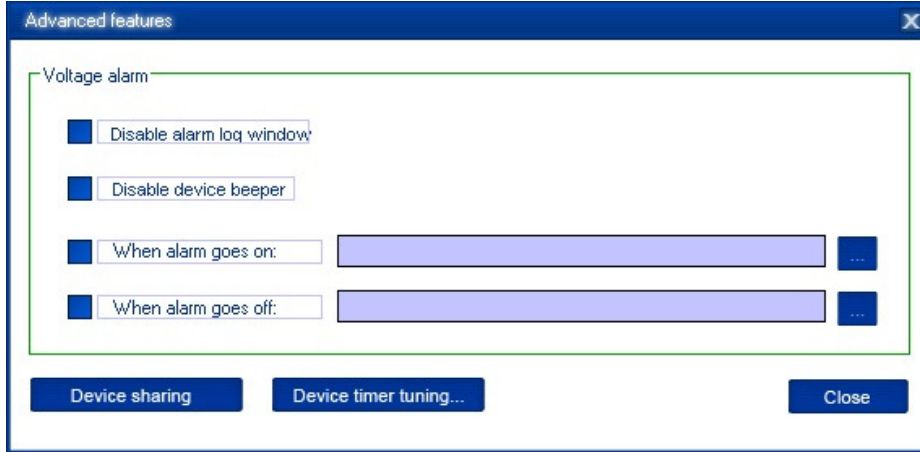 Advanced features X
Voltage alarm
Disable alarm log window
Disable device beeper
When alarm goes on: ...
When alarm goes off: ...
Device sharing Device timer tuning... Close